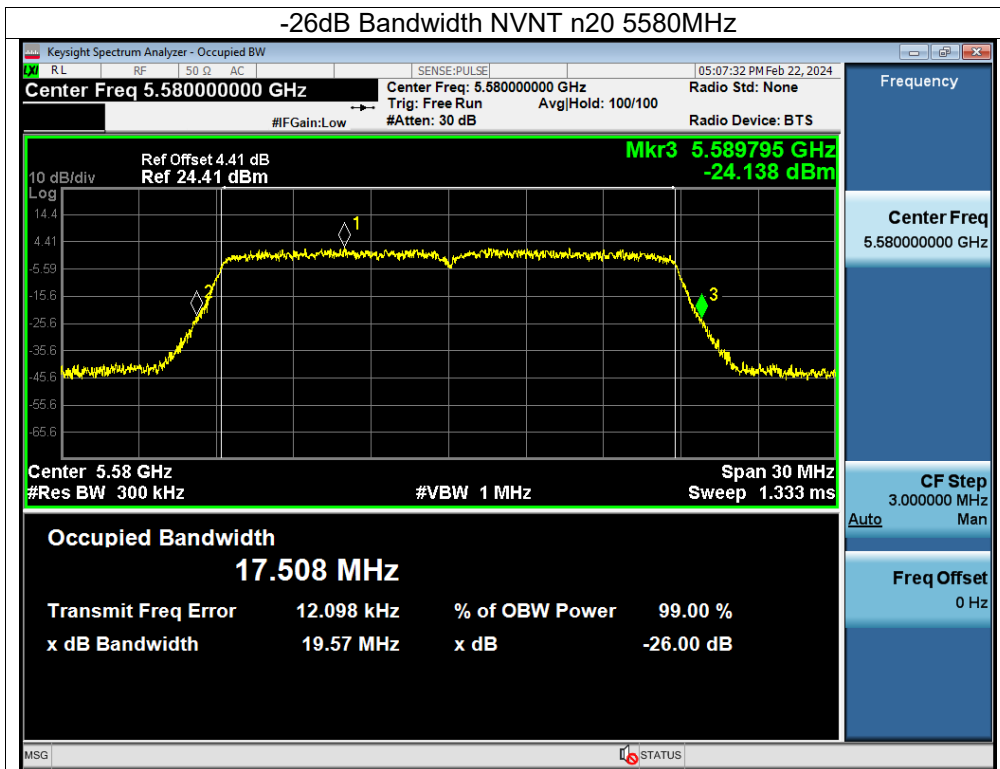 -26dB Bandwidth NVNT n20 5580MHz
Keysight Spectrum Analyzer - Occupied BW
LXI RL RF 50 Ω AC SENSE:PULSE 05:07:32 PM Feb 22, 2024
Center Freq 5.580000000 GHz Center Freq: 5.580000000 GHz Radio Std: None
Trig: Free Run Avg|Hold: 100/100
#IFGain:Low #Atten: 30 dB Radio Device: BTS
Mkr3 5.589795 GHz
-24.138 dBm
Ref Offset 4.41 dB
10 dB/div Ref 24.41 dBm
Log
14.4
4.41
-5.59
-15.6
-25.6
-35.6
-45.6
-55.6
-65.6
1
2
3
Center 5.58 GHz Span 30 MHz
#Res BW 300 kHz #VBW 1 MHz Sweep 1.333 ms
Occupied Bandwidth
17.508 MHz
Transmit Freq Error 12.098 kHz % of OBW Power 99.00 %
x dB Bandwidth 19.57 MHz x dB -26.00 dB
Frequency
Center Freq
5.580000000 GHz
CF Step
3.000000 MHz
Auto Man
Freq Offset
0 Hz
MSG STATUS